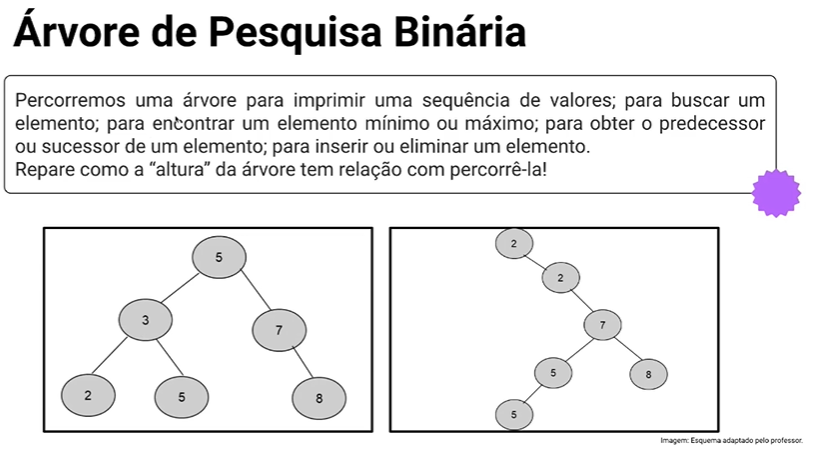 Árvore de Pesquisa Binária
Percorremos uma árvore para imprimir uma sequência de valores; para buscar um
elemento; para encontrar um elemento mínimo ou máximo; para obter o predecessor
ou sucessor de um elemento; para inserir ou eliminar um elemento.
Repare como a “altura” da árvore tem relação com percorrê-la!
5
3
7
2
5
8
2
2
7
5
8
5
Imagem: Esquema adaptado pelo professor.